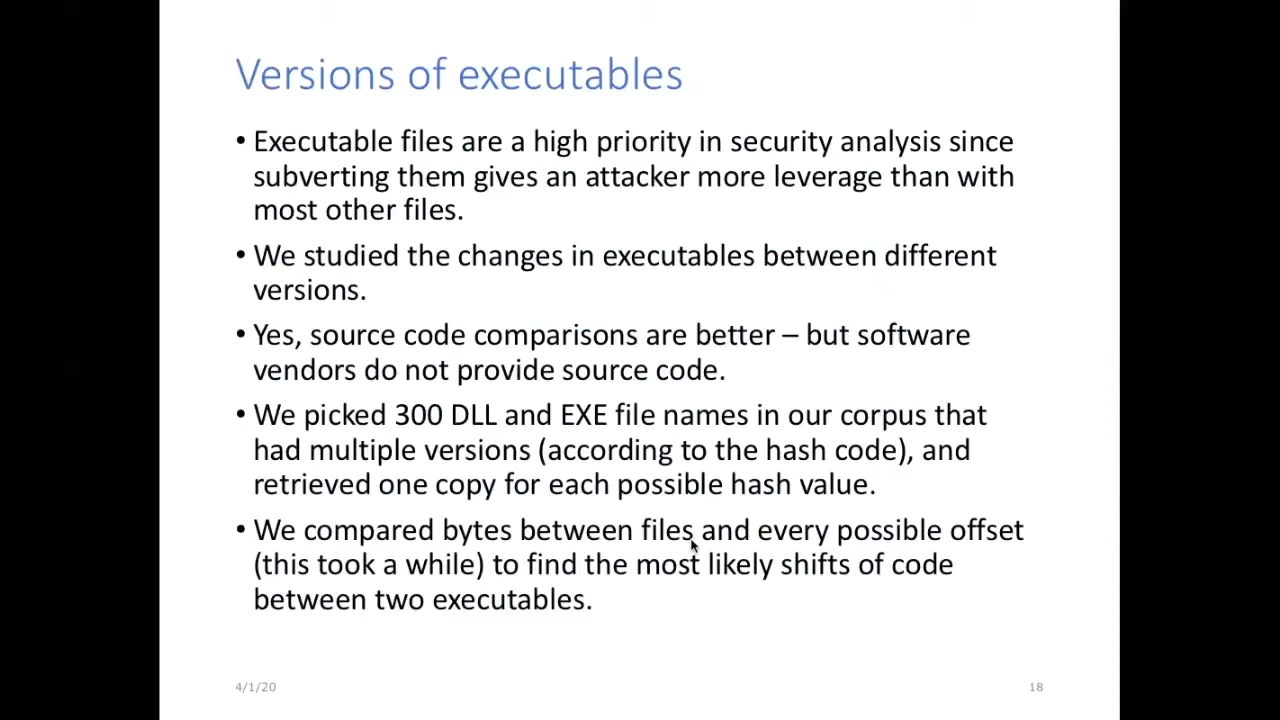 Versions of executables
• Executable files are a high priority in security analysis since
subverting them gives an attacker more leverage than with
most other files.
• We studied the changes in executables between different
versions.
• Yes, source code comparisons are better – but software
vendors do not provide source code.
• We picked 300 DLL and EXE file names in our corpus that
had multiple versions (according to the hash code), and
retrieved one copy for each possible hash value.
• We compared bytes between files and every possible offset
(this took a while) to find the most likely shifts of code
between two executables.
4/1/20
18